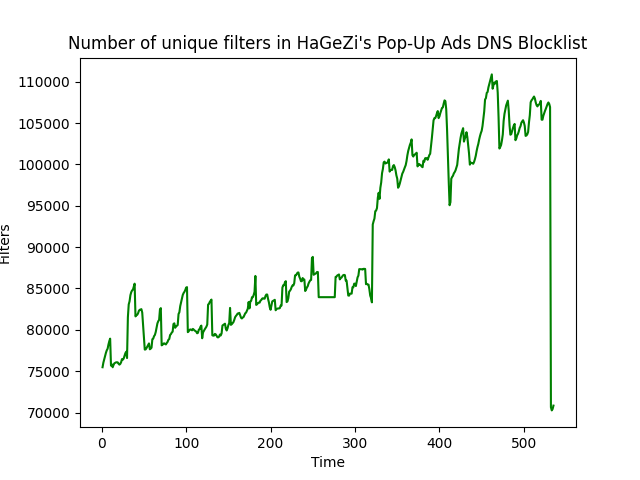 Number of unique filters in HaGeZi's Pop-Up Ads DNS Blocklist
110000
105000
100000
95000
90000
85000
80000
75000
70000
Filters
0 100 200 300 400 500
Time